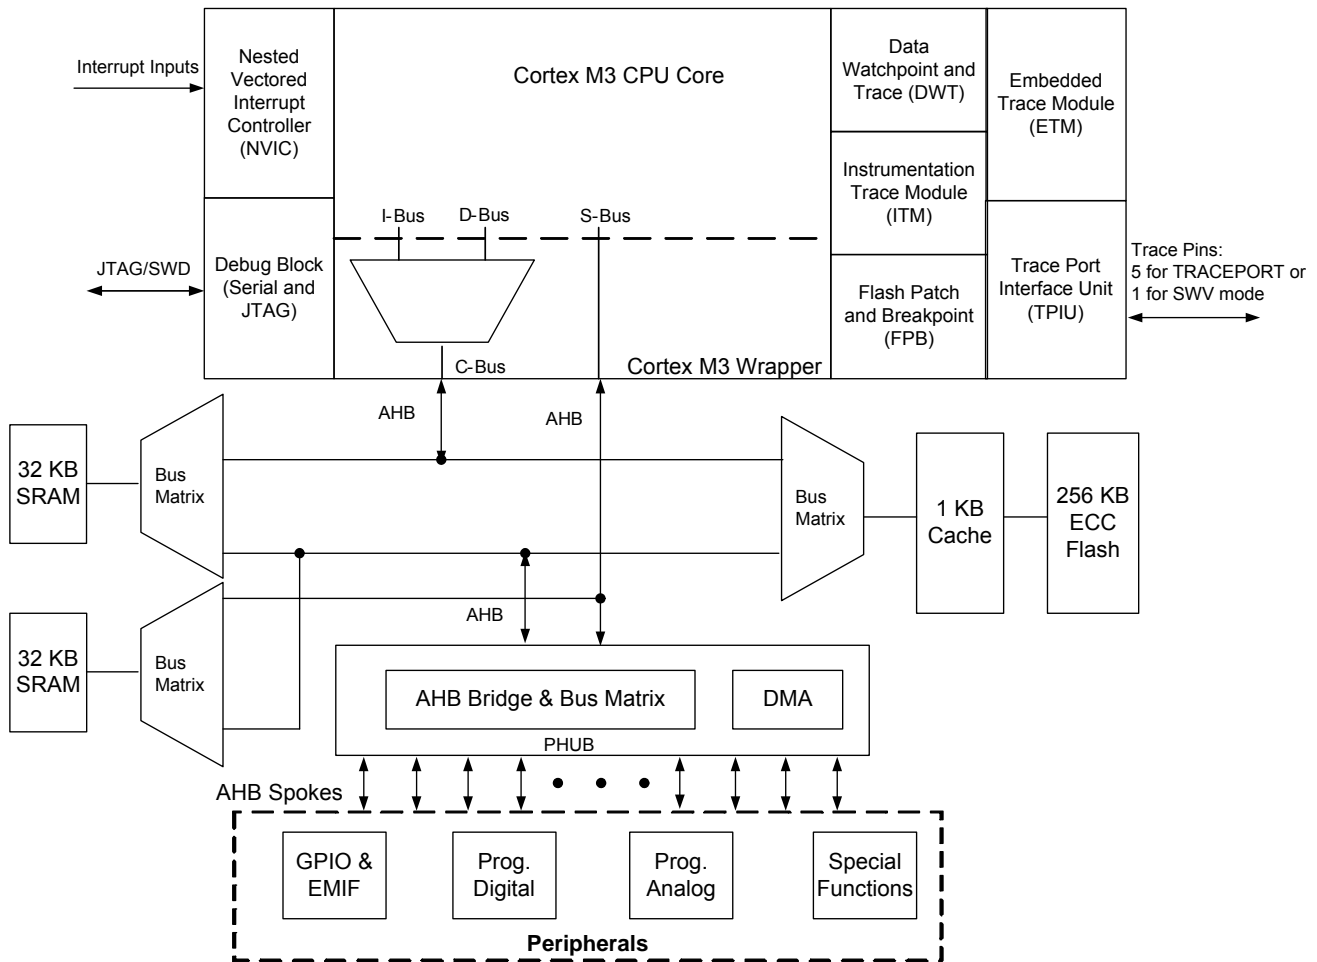 Interrupt Inputs
Nested
Vectored
Interrupt
Controller
(NVIC)
Cortex M3 CPU Core
Data
Watchpoint and
Trace (DWT)
Embedded
Trace Module
(ETM)
Instrumentation
Trace Module
(ITM)
I-Bus
D-Bus
S-Bus
JTAG/SWD
Debug Block
(Serial and
JTAG)
Flash Patch
and Breakpoint
(FPB)
Trace Port
Interface Unit
(TPIU)
Trace Pins:
5 for TRACEPORT or
1 for SWV mode
C-Bus
Cortex M3 Wrapper
AHB
AHB
32 KB
SRAM
Bus
Matrix
Bus
Matrix
1 KB
Cache
256 KB
ECC
Flash
AHB
32 KB
SRAM
Bus
Matrix
AHB Bridge & Bus Matrix
DMA
PHUB
AHB Spokes
GPIO &
EMIF
Prog.
Digital
Prog.
Analog
Special
Functions
Peripherals